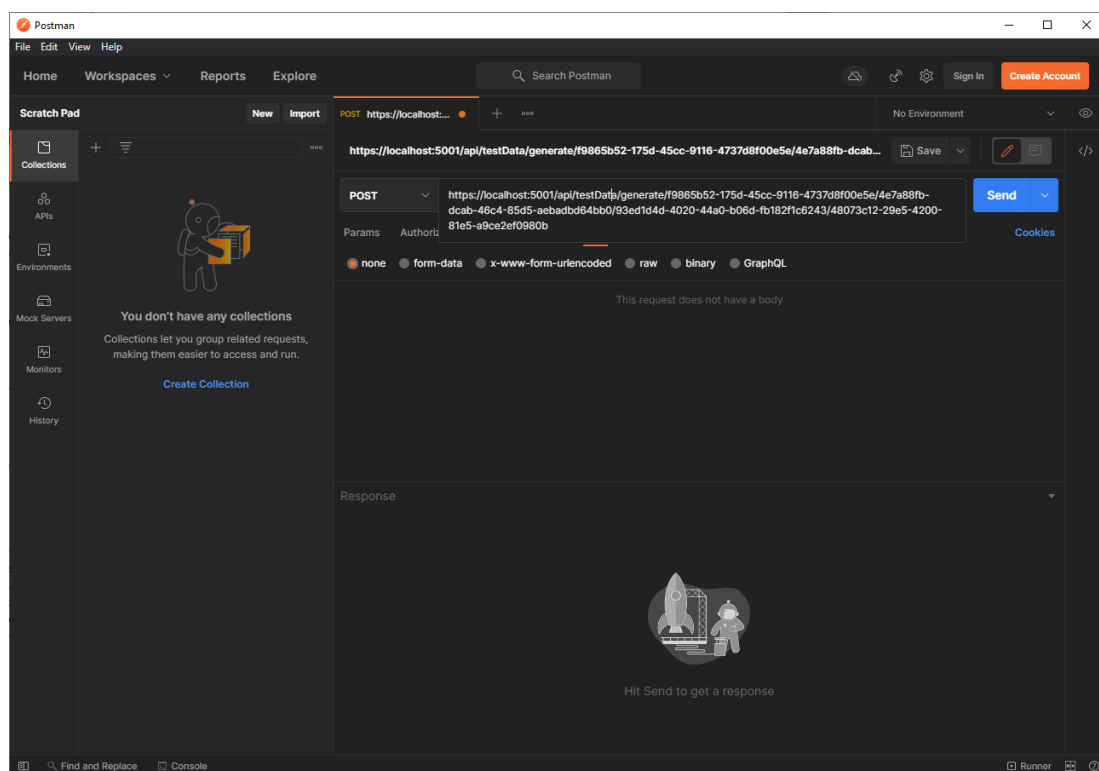 Postman
File Edit View Help
Home Workspaces Reports Explore Search Postman Sign In Create Account
Scratch Pad New Import POST https://localhost:... No Environment
Collections
https://localhost:5001/api/testData/generate/f9865b52-175d-45cc-9116-4737d8f00e5e/4e7a88fb-dcab... Save
POST https://localhost:5001/api/testData/generate/f9865b52-175d-45cc-9116-4737d8f00e5e/4e7a88fb- Send
dcab-46c4-85d5-aebadbd64bb0/93ed1d4d-4020-44a0-b06d-fb182f1c6243/48073c12-29e5-4200-
81e5-a9ce2ef0980b
APIs
Params Authoriz Cookies
Environments
none form-data x-www-form-urlencoded raw binary GraphQL
This request does not have a body
Mock Servers
You don't have any collections
Collections let you group related requests,
making them easier to access and run.
Monitors
Create Collection
History
Response
Hit Send to get a response
Find and Replace Console Runner